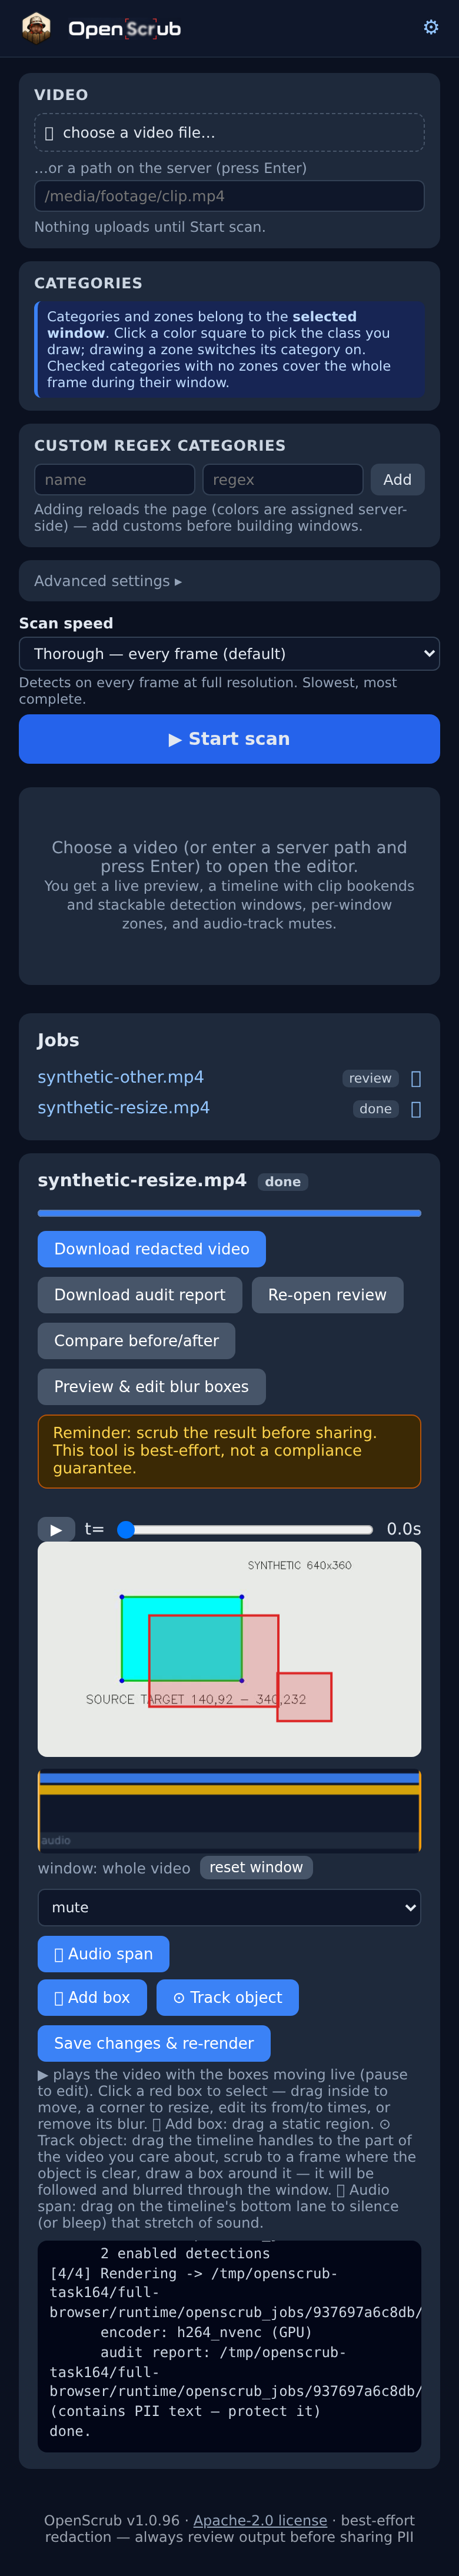 OpenScrub
⚙
VIDEO
choose a video file…
…or a path on the server (press Enter)
/media/footage/clip.mp4
Nothing uploads until Start scan.
CATEGORIES
Categories and zones belong to the selected
window. Click a color square to pick the class you
draw; drawing a zone switches its category on.
Checked categories with no zones cover the whole
frame during their window.
CUSTOM REGEX CATEGORIES
name regex Add
Adding reloads the page (colors are assigned server-
side) — add customs before building windows.
Advanced settings ▸
Scan speed
Thorough — every frame (default)
Detects on every frame at full resolution. Slowest, most
complete.
▶ Start scan
Choose a video (or enter a server path and
press Enter) to open the editor.
You get a live preview, a timeline with clip bookends
and stackable detection windows, per-window
zones, and audio-track mutes.
Jobs
synthetic-other.mp4 review
synthetic-resize.mp4 done
synthetic-resize.mp4 done
Download redacted video
Download audit report Re-open review
Compare before/after
Preview & edit blur boxes
Reminder: scrub the result before sharing.
This tool is best-effort, not a compliance
guarantee.
▶ t= 0.0s
SYNTHETIC 640x360
SOURCE TARGET 140,92 – 340,232
audio
window: whole video reset window
mute
Audio span
Add box ⊙ Track object
Save changes & re-render
▶ plays the video with the boxes moving live (pause
to edit). Click a red box to select — drag inside to
move, a corner to resize, edit its from/to times, or
remove its blur. Add box: drag a static region. ⊙
Track object: drag the timeline handles to the part of
the video you care about, scrub to a frame where the
object is clear, draw a box around it — it will be
followed and blurred through the window. Audio
span: drag on the timeline's bottom lane to silence
(or bleep) that stretch of sound.
2 enabled detections
[4/4] Rendering -> /tmp/openscrub-
task164/full-
browser/runtime/openscrub_jobs/937697a6c8db/
encoder: h264_nvenc (GPU)
audit report: /tmp/openscrub-
task164/full-
browser/runtime/openscrub_jobs/937697a6c8db/
(contains PII text — protect it)
done.
OpenScrub v1.0.96 · Apache-2.0 license · best-effort
redaction — always review output before sharing PII